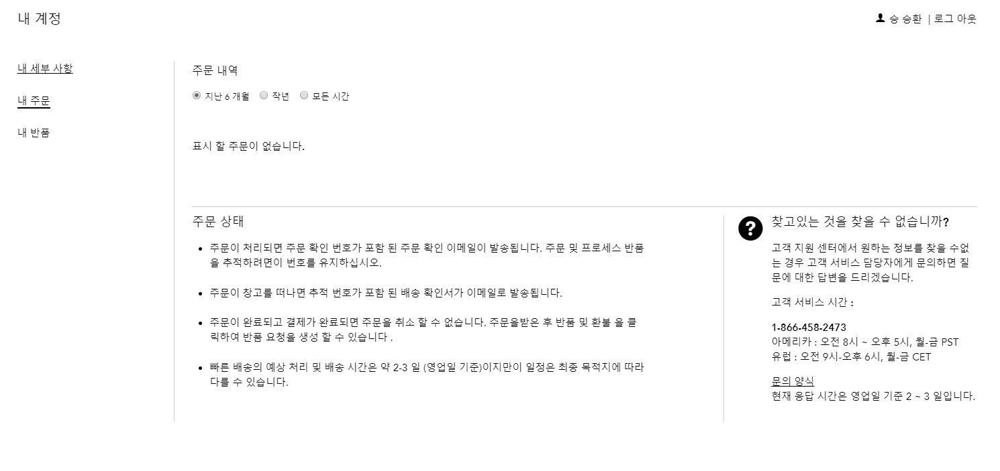 내 계정
승 승환 | 로그 아웃
내 세부 사항
내 주문
내 반품
주문 내역
지난 6 개월 작년 모든 시간
표시 할 주문이 없습니다.
주문 상태
주문이 처리되면 주문 확인 번호가 포함 된 주문 확인 이메일이 발송됩니다. 주문 및 프로세스 반품
을 추적하려면이 번호를 유지하십시오.
주문이 창고를 떠나면 추적 번호가 포함 된 배송 확인서가 이메일로 발송됩니다.
주문이 완료되고 결제가 완료되면 주문을 취소 할 수 없습니다. 주문을받은 후 반품 및 환불 을 클
릭하여 반품 요청을 생성 할 수 있습니다 .
빠른 배송의 예상 처리 및 배송 시간은 약 2-3 일 (영업일 기준)이지만이 일정은 최종 목적지에 따라
다를 수 있습니다.
?
찾고있는 것을 찾을 수 없습니까?
고객 지원 센터에서 원하는 정보를 찾을 수없
는 경우 고객 서비스 담당자에게 문의하면 질
문에 대한 답변을 드리겠습니다.
고객 서비스 시간 :
1-866-458-2473
아메리카 : 오전 8시 ~ 오후 5시, 월-금 PST
유럽 : 오전 9시-오후 6시, 월-금 CET
문의 양식
현재 응답 시간은 영업일 기준 2 ~ 3 일입니다.